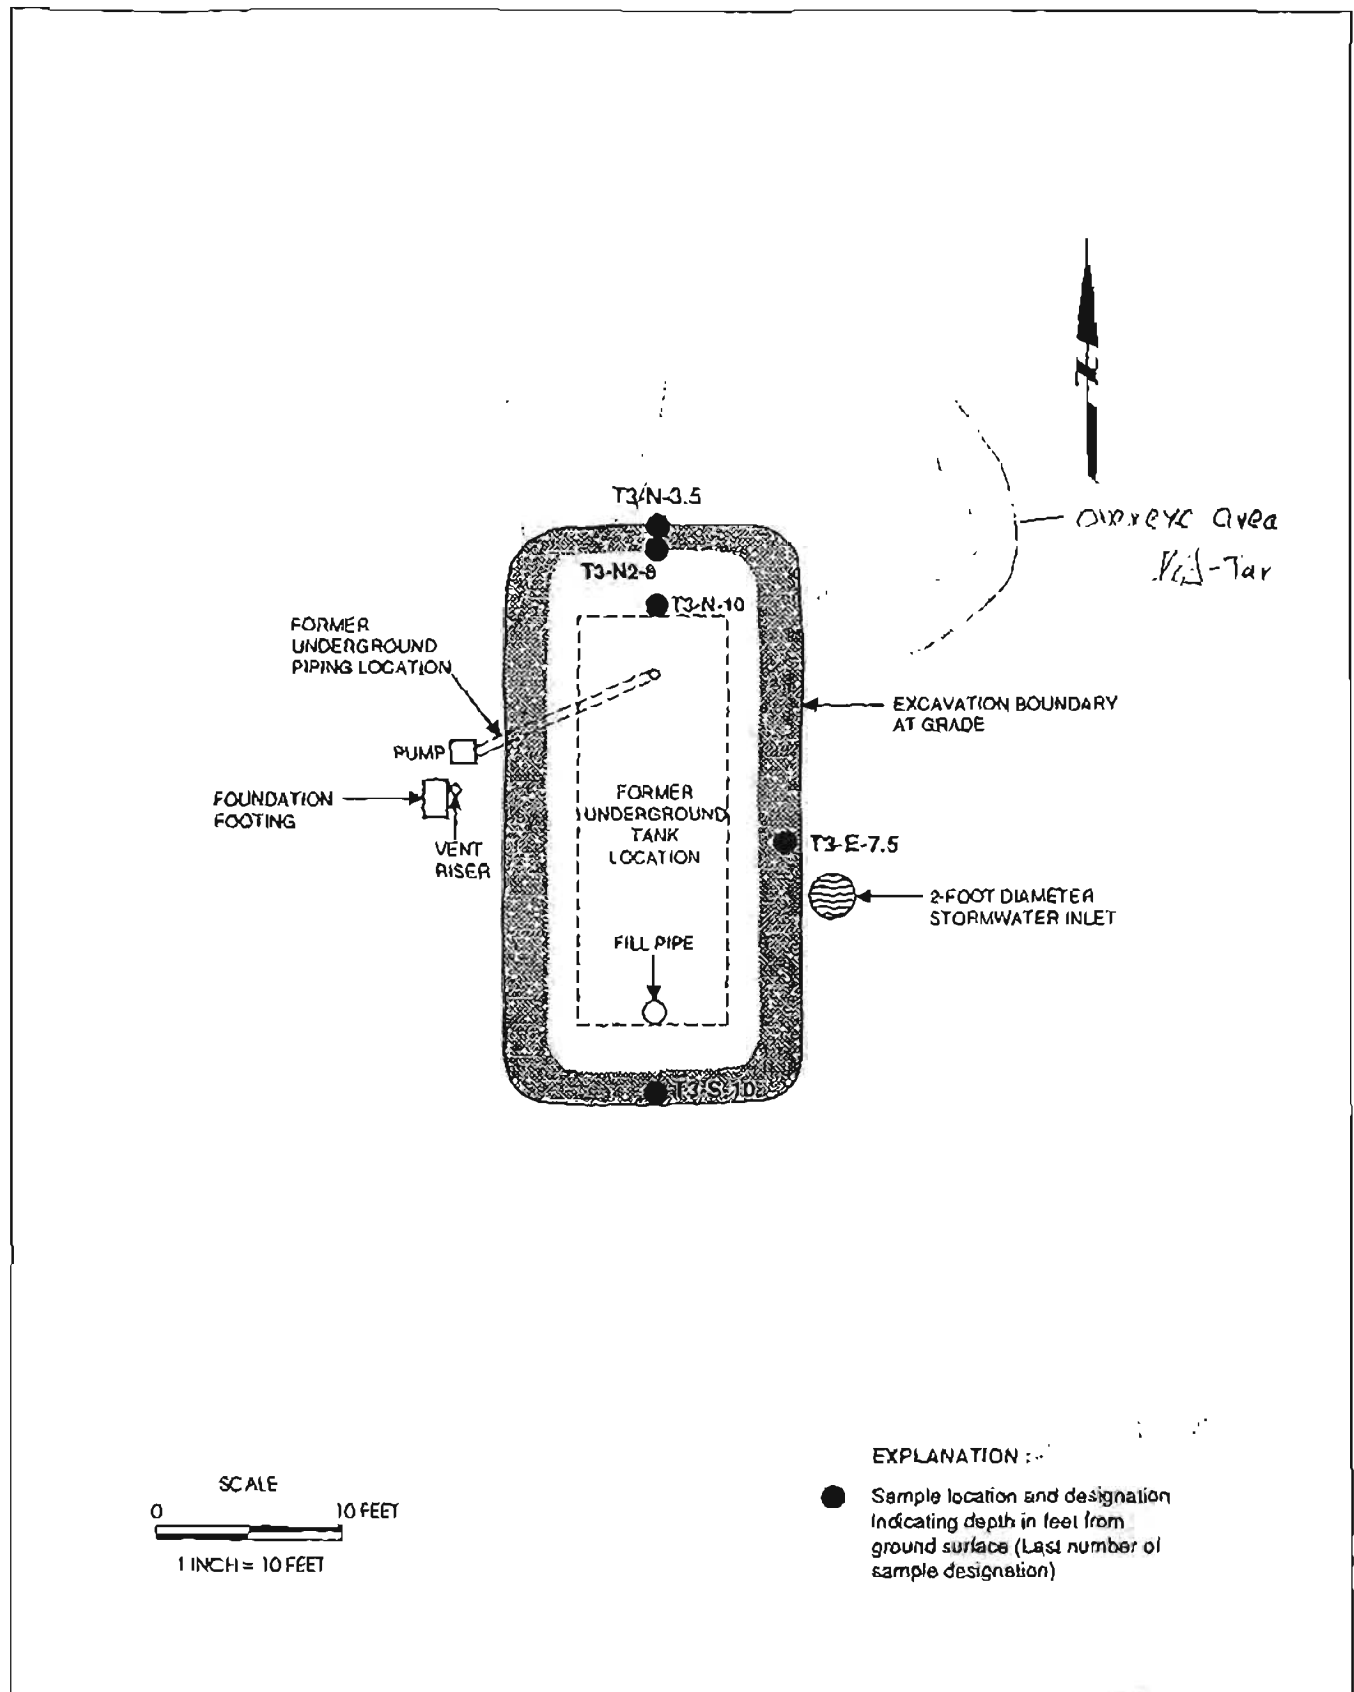 T3/N-3.5
area
-Tar
T3-N2-8
T3-N-10
FORMER
UNDERGROUND
PIPING LOCATION
EXCAVATION BOUNDARY
AT GRADE
PUMP
FOUNDATION
FOOTING
VENT
RISER
FORMER
UNDERGROUND
TANK
LOCATION
T3-E-7.5
2-FOOT DIAMETER
STORMWATER INLET
FILL PIPE
T3-S-10
EXPLANATION :
Sample location and designation
Indicating depth in feet from
ground surface (Last number of
sample designation)
SCALE
0 10 FEET
1 INCH = 10 FEET